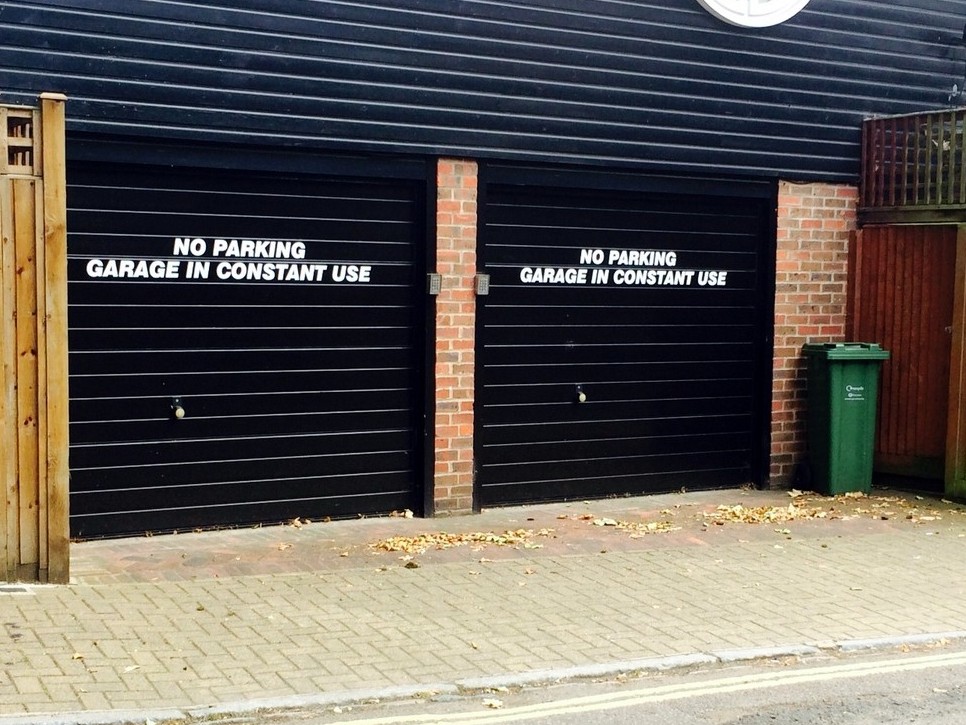 NO PARKING
GARAGE IN CONSTANT USE
NO PARKING
GARAGE IN CONSTANT USE